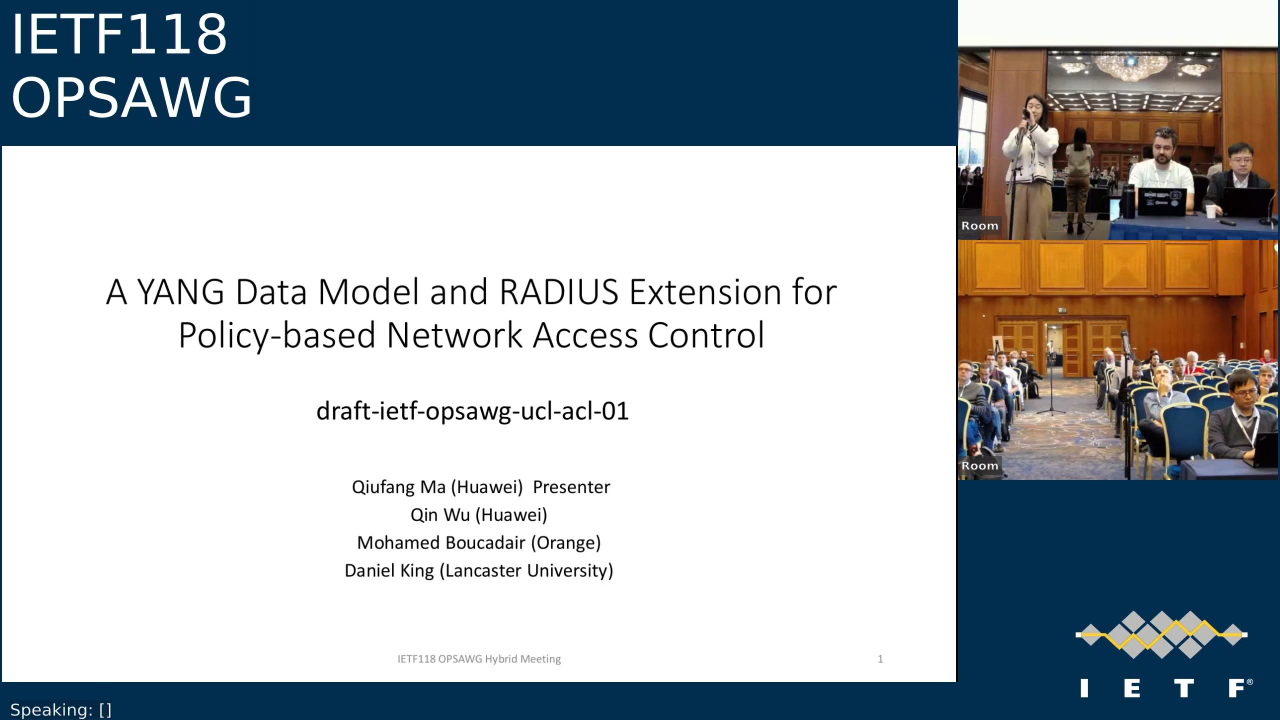 IETF118
OPSAWG
A YANG Data Model and RADIUS Extension for
Policy-based Network Access Control
draft-ietf-opsawg-ucl-acl-01
Qiufang Ma (Huawei)  Presenter
Qin Wu (Huawei)
Mohamed Boucadair (Orange)
Daniel King (Lancaster University)
IETF118 OPSAWG Hybrid Meeting
1
Room
Room
I E T F®
Speaking: []